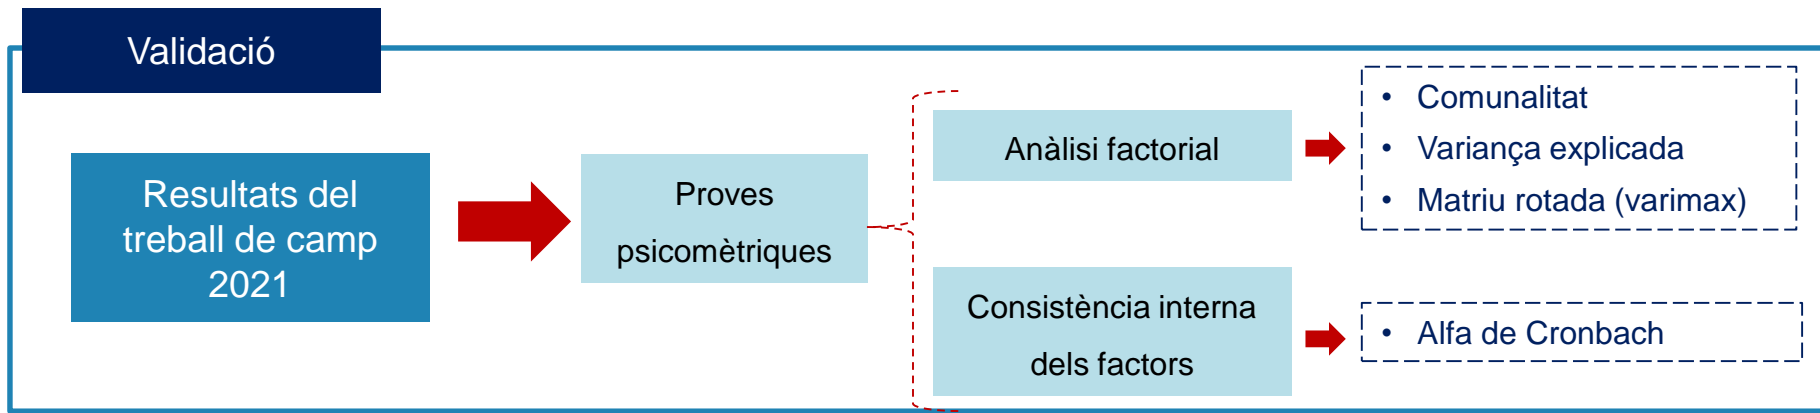 Validació
Resultats del
treball de camp
2021
Proves
psicomètriques
Anàlisi factorial
• Comunalitat
• Variança explicada
• Matriu rotada (varimax)
Consistència interna
dels factors
• Alfa de Cronbach